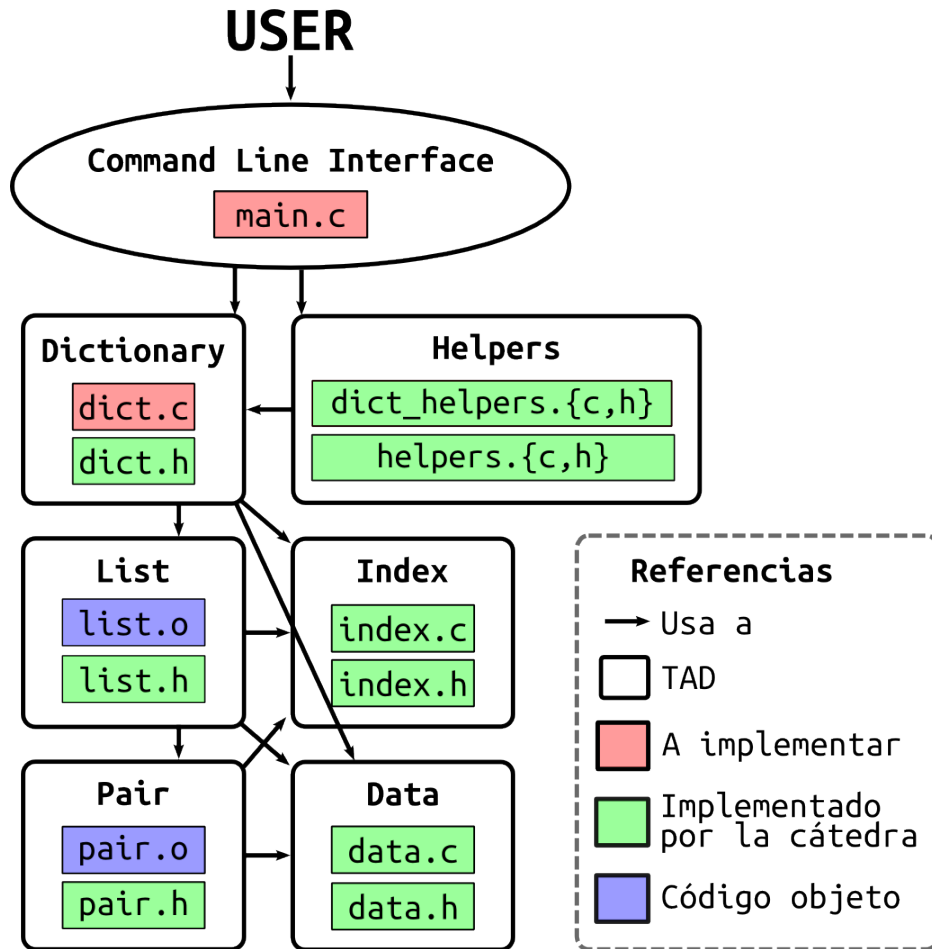 USER
Command Line Interface
main.c
Dictionary
dict.c
dict.h
Helpers
dict_helpers.{c,h}
helpers.{c,h}
List
list.o
list.h
Index
index.c
index.h
Pair
pair.o
pair.h
Data
data.c
data.h
Referencias
Usa a
TAD
A implementar
Implementado
por la cátedra
Código objeto